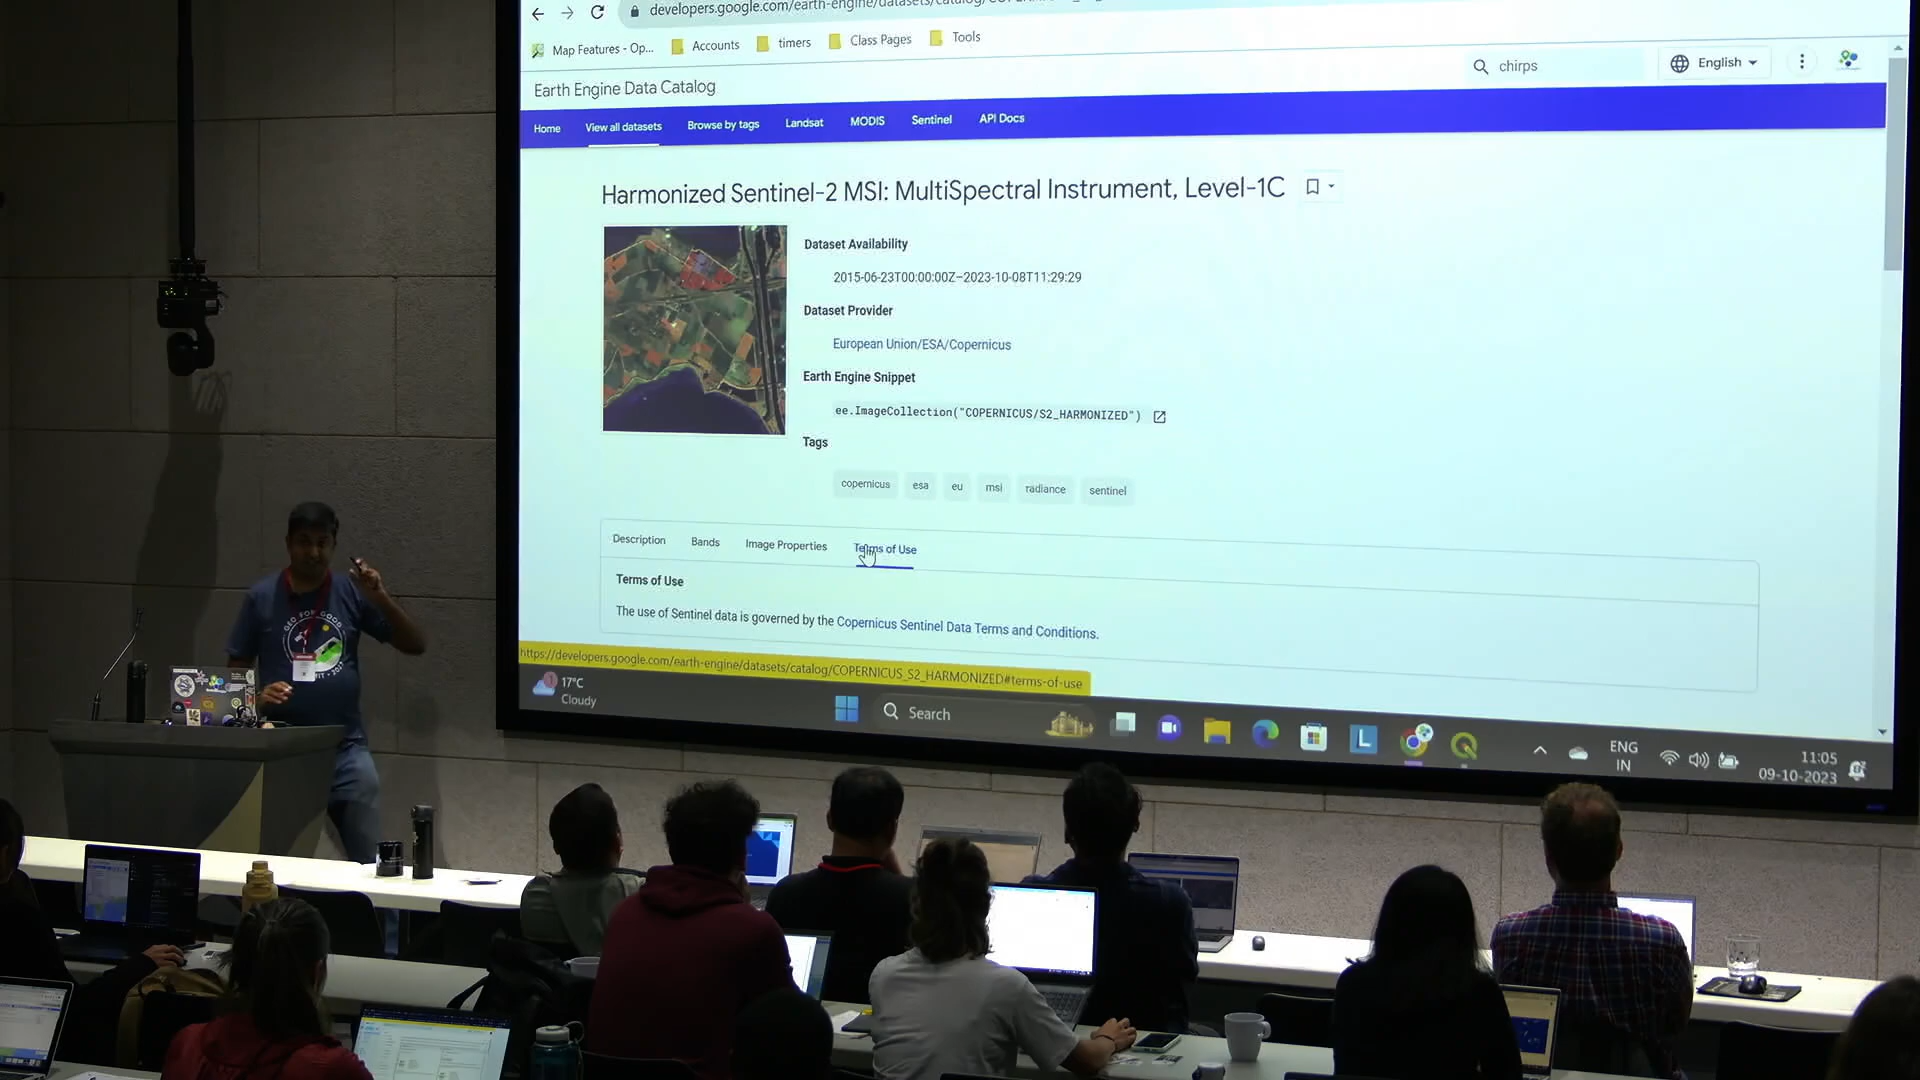 developers.google.com/earth-engine/datasets/catalog/
Map Features - Op...
Accounts
timers
Class Pages
Tools
Earth Engine Data Catalog
chirps
English
Home
View all datasets
Browse by tags
Landsat
MODIS
Sentinel
API Docs
Harmonized Sentinel-2 MSI: MultiSpectral Instrument, Level-1C
Dataset Availability
2015-06-23T00:00:00Z–2023-10-08T11:29:29
Dataset Provider
European Union/ESA/Copernicus
Earth Engine Snippet
ee.ImageCollection("COPERNICUS/S2_HARMONIZED")
Tags
copernicus
esa
eu
msi
radiance
sentinel
Description
Bands
Image Properties
Terms of Use
Terms of Use
The use of Sentinel data is governed by the Copernicus Sentinel Data Terms and Conditions.
https://developers.google.com/earth-engine/datasets/catalog/COPERNICUS_S2_HARMONIZED#terms-of-use
1
17°C
Cloudy
Search
L
ENG
IN
11:05
09-10-2023
GEO FOR GOOD